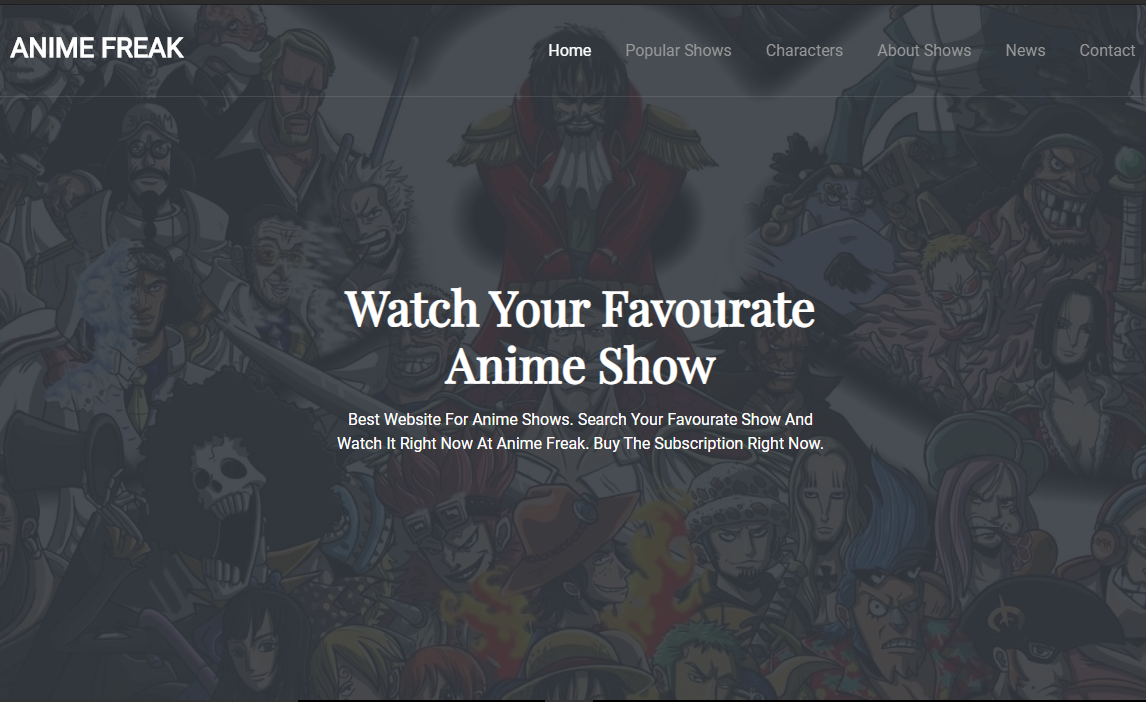 ANIME FREAK
Home Popular Shows Characters About Shows News Contact
Watch Your Favourate
Anime Show
Best Website For Anime Shows. Search Your Favourate Show And
Watch It Right Now At Anime Freak. Buy The Subscription Right Now.